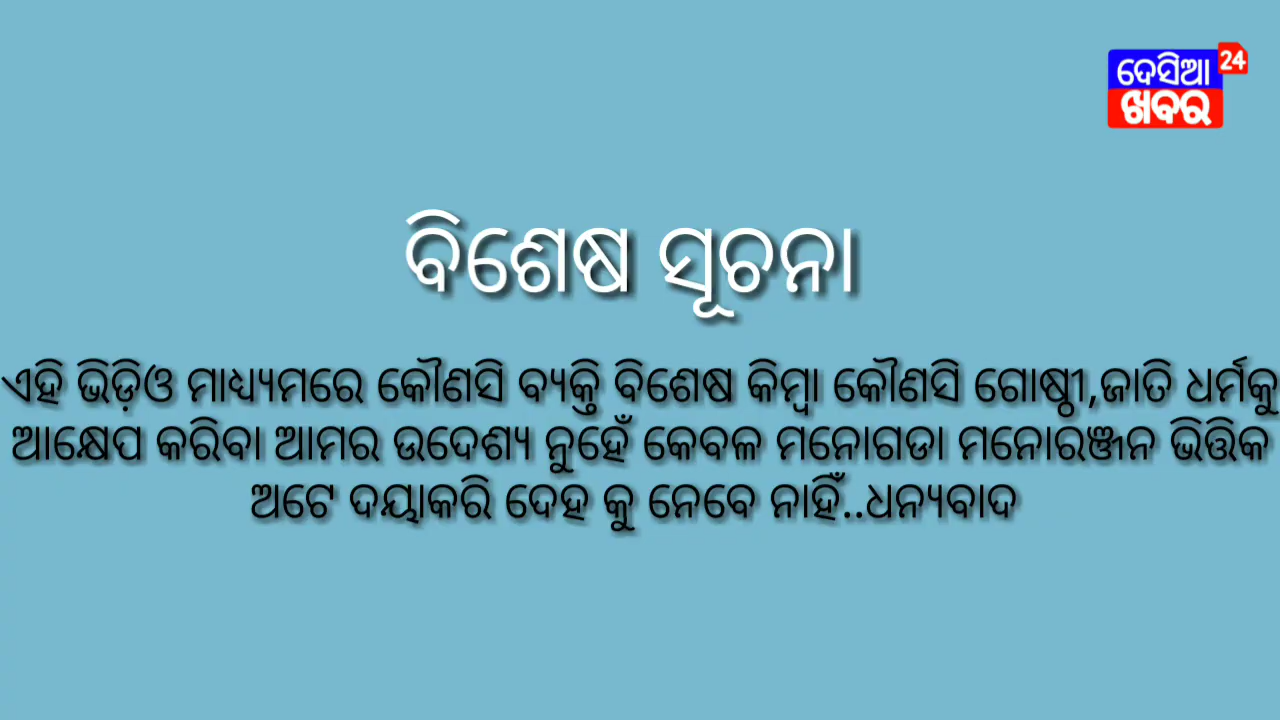 ଦେସିଆ 24
ଖବର
ବିଶେଷ ସୂଚନା
ଏହି ଭିଡ଼ିଓ ମାଧ୍ୟମରେ କୌଣସି ବ୍ୟକ୍ତି ବିଶେଷ କିମ୍ବା କୌଣସି ଗୋଷ୍ଠୀ,ଜାତି ଧର୍ମକୁ
ଆକ୍ଷେପ କରିବା ଆମର ଉଦେଶ୍ୟ ନୁହେଁ କେବଳ ମନୋଗଡା ମନୋରଞ୍ଜନ ଭିତ୍ତିକ
ଅଟେ ଦୟାକରି ଦେହ କୁ ନେବେ ନାହିଁ..ଧନ୍ୟବାଦ